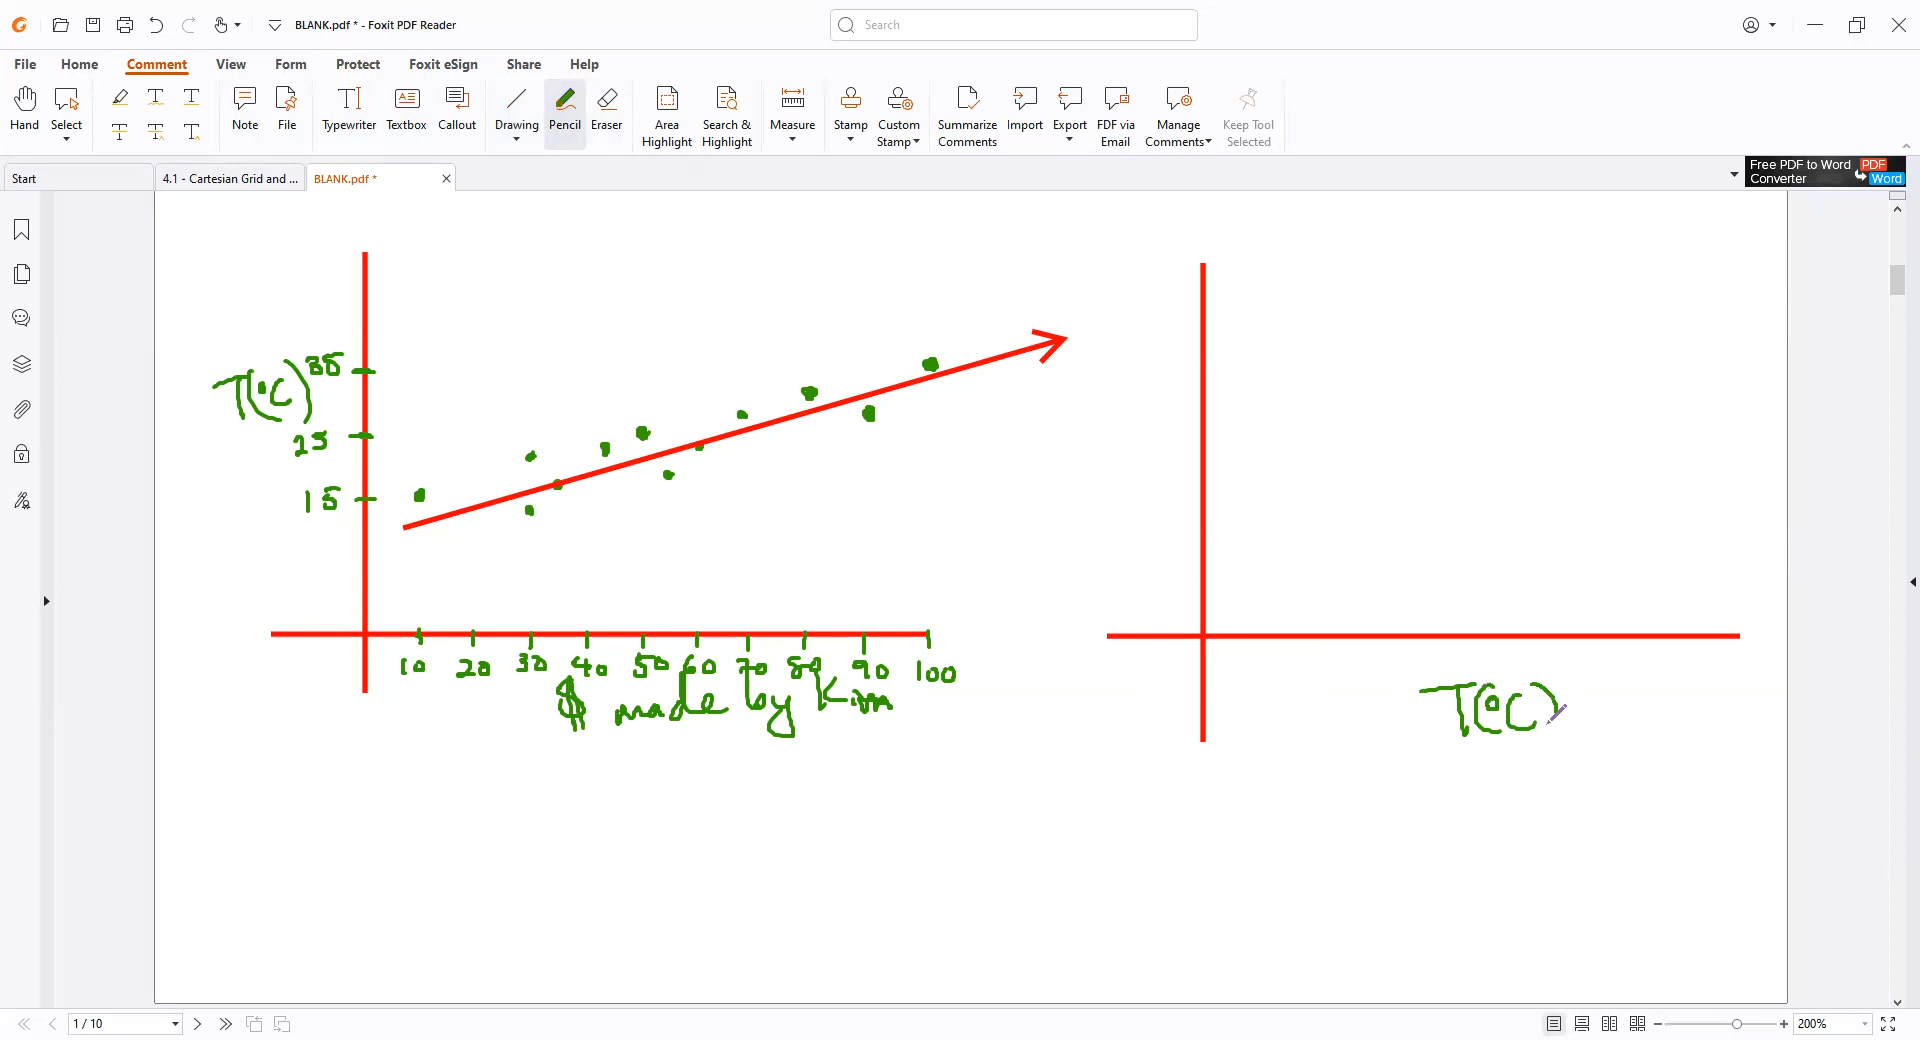 BLANK.pdf * - Foxit PDF Reader
Search
File Home Comment View Form Protect Foxit eSign Share Help
Hand Select Note File Typewriter Textbox Callout Drawing Pencil Eraser Area Highlight Search & Highlight Measure Stamp Custom Stamp Summarize Comments Import Export FDF via Email Manage Comments Keep Tool Selected
Start 4.1 - Cartesian Grid and ... BLANK.pdf *
Free PDF to Word Converter PDF Word
T(°C)
35
25
15
10 20 30 40 50 60 70 80 90 100
$ made by Kim
T(°C)
1 / 10
200%